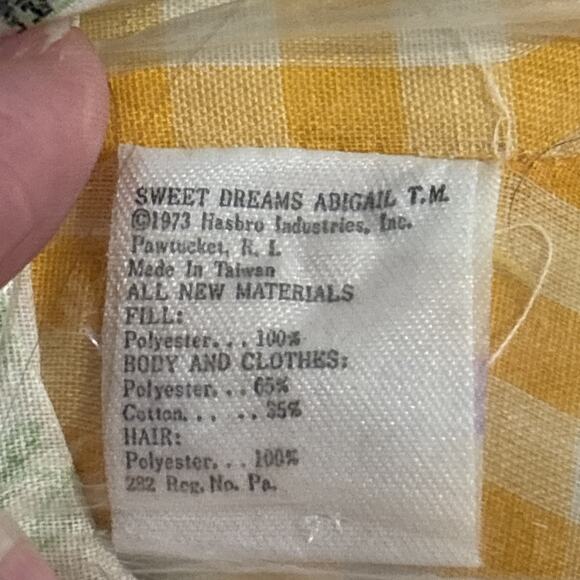 SWEET DREAMS ABIGAIL T.M.
©1973 Hasbro Industries, Inc.
Pawtucket, R. I.
Made In Taiwan
ALL NEW MATERIALS
FILL:
Polyester. . . 100%
BODY AND CLOTHES:
Polyester. . . 65%
Cotton. . . . . 35%
HAIR:
Polyester. . . 100%
282 Reg. No. Pa.